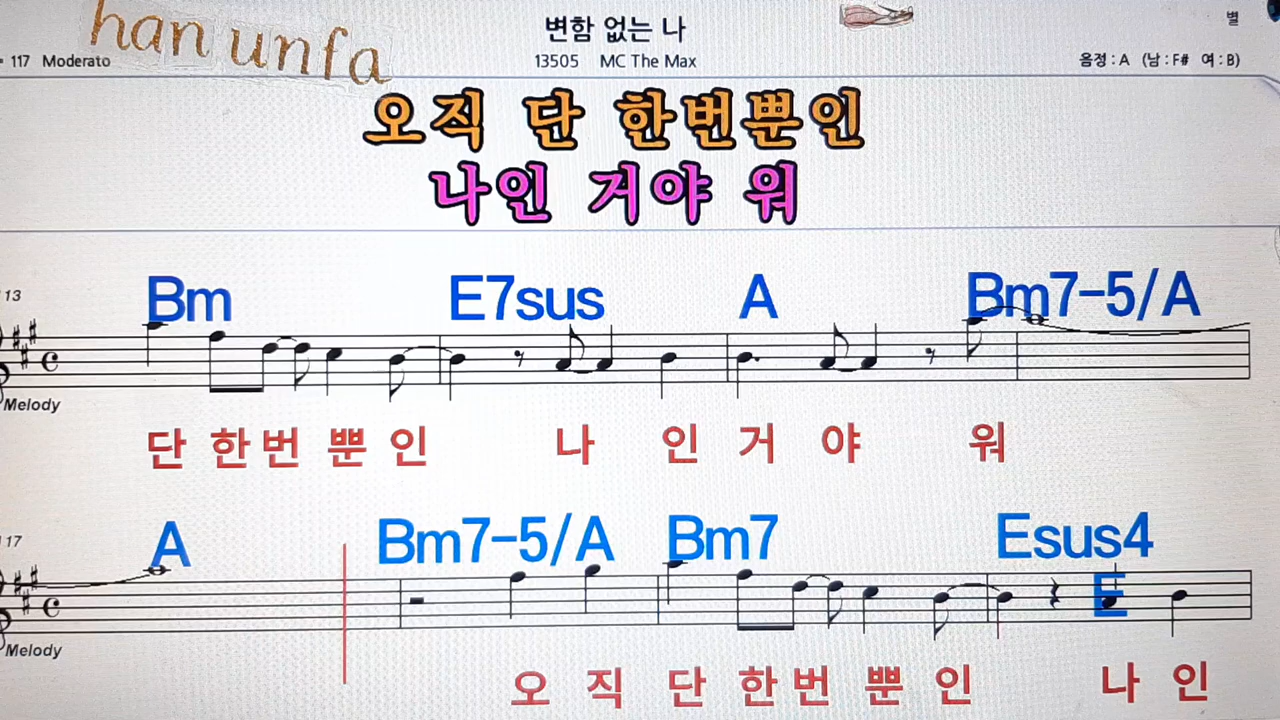 han unfa
변함 없는 나
별
= 117 Moderato
13505 MC The Max
음정 : A (남 : F# 여 : B)
오직 단 한번뿐인
나인 거야 워
13
Bm E7sus A Bm7-5/A
Melody
단 한번 뿐 인 나 인 거 야 워
17
A Bm7-5/A Bm7 Esus4
E
Melody
오 직 단 한번 뿐 인 나 인